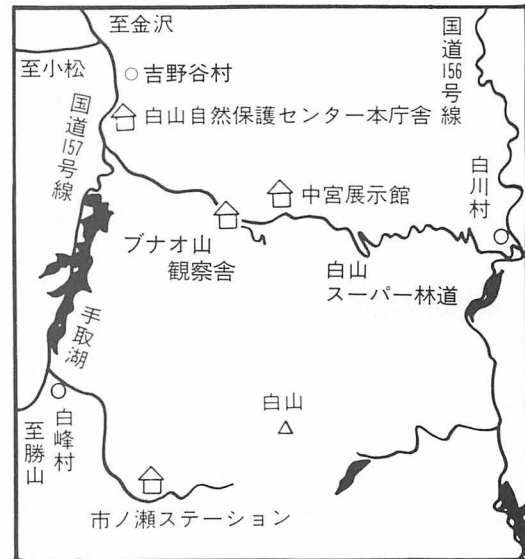 至金沢
至小松
吉野谷村
国道156号線
白山自然保護センター本庁舎
国道157号線
白川村
中宮展示館
ブナオ山
観察舎
白山
スーパー林道
手取湖
白山
白峰村
至勝山
市ノ瀬ステーション